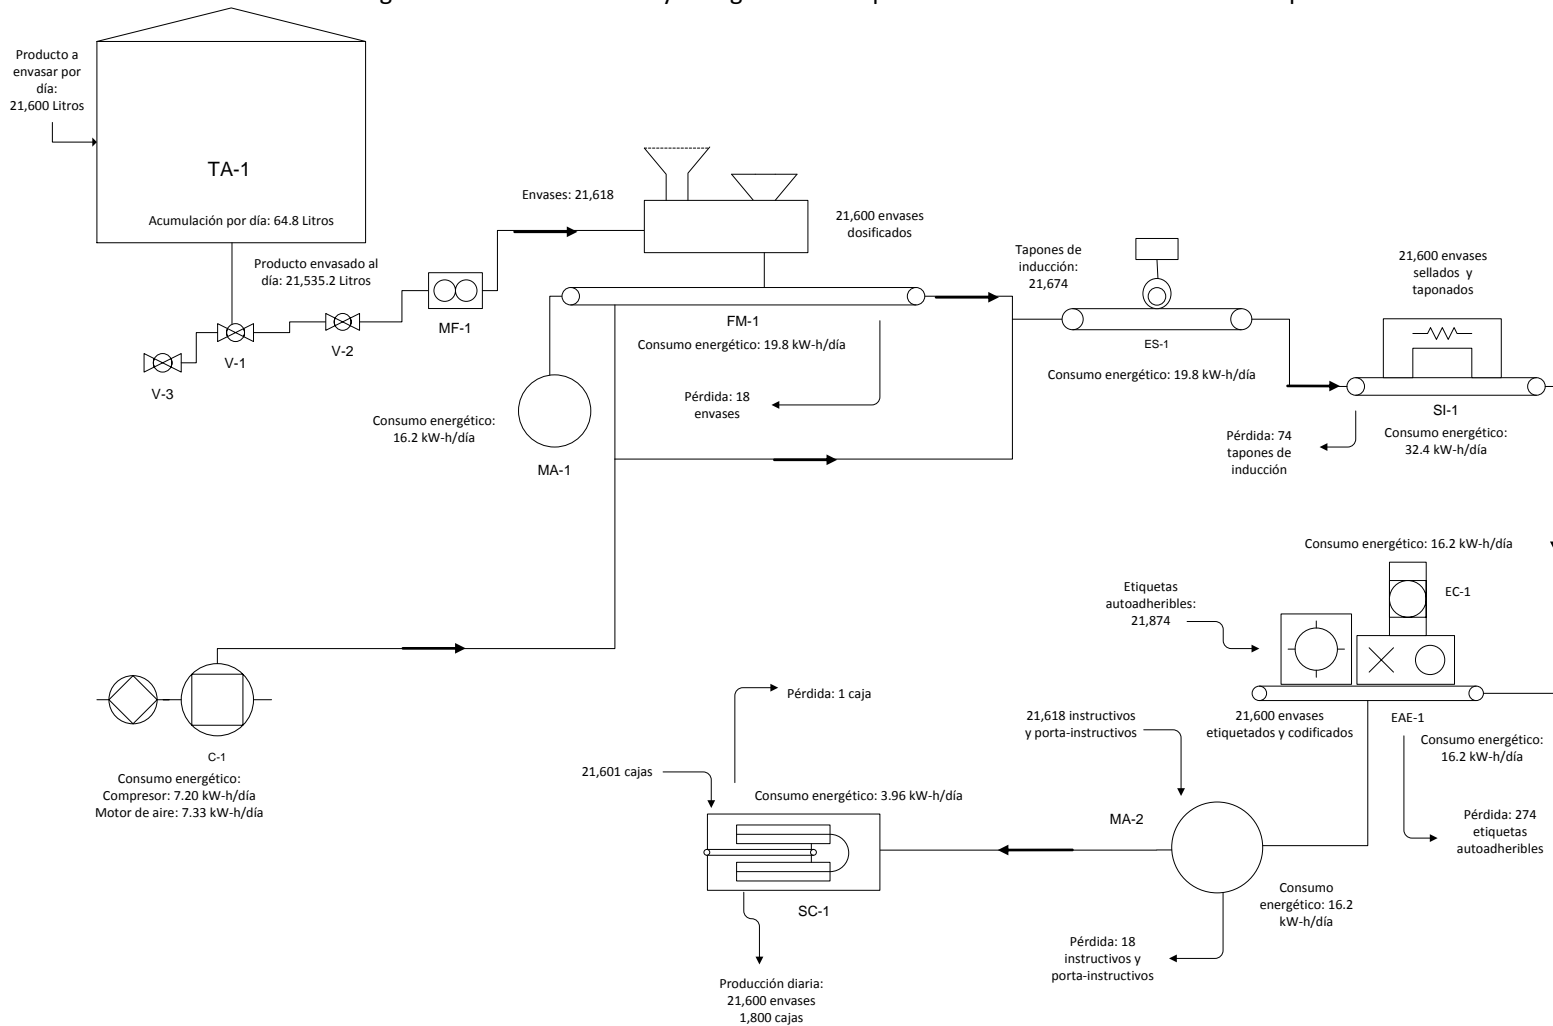 Producto a
envasar por
día:
21,600 Litros
TA-1
Acumulación por día: 64.8 Litros
Producto envasado al
día: 21,535.2 Litros
V-1
V-2
V-3
MF-1
Envases: 21,618
21,600 envases
dosificados
FM-1
Consumo energético: 19.8 kW-h/día
Pérdida: 18
envases
Consumo energético:
16.2 kW-h/día
MA-1
Tapones de
inducción:
21,674
ES-1
Consumo energético: 19.8 kW-h/día
21,600 envases
sellados y
taponados
SI-1
Consumo energético:
32.4 kW-h/día
Pérdida: 74
tapones de
inducción
Consumo energético: 16.2 kW-h/día
EC-1
Etiquetas
autoadheribles:
21,874
21,600 envases
etiquetados y codificados
EAE-1
Consumo energético:
16.2 kW-h/día
Pérdida: 274
etiquetas
autoadheribles
C-1
Consumo energético:
Compresor: 7.20 kW-h/día
Motor de aire: 7.33 kW-h/día
Pérdida: 1 caja
21,618 instructivos
y porta-instructivos
21,601 cajas
Consumo energético: 3.96 kW-h/día
MA-2
SC-1
Consumo
energético: 16.2
kW-h/día
Pérdida: 18
instructivos y
porta-instructivos
Producción diaria:
21,600 envases
1,800 cajas